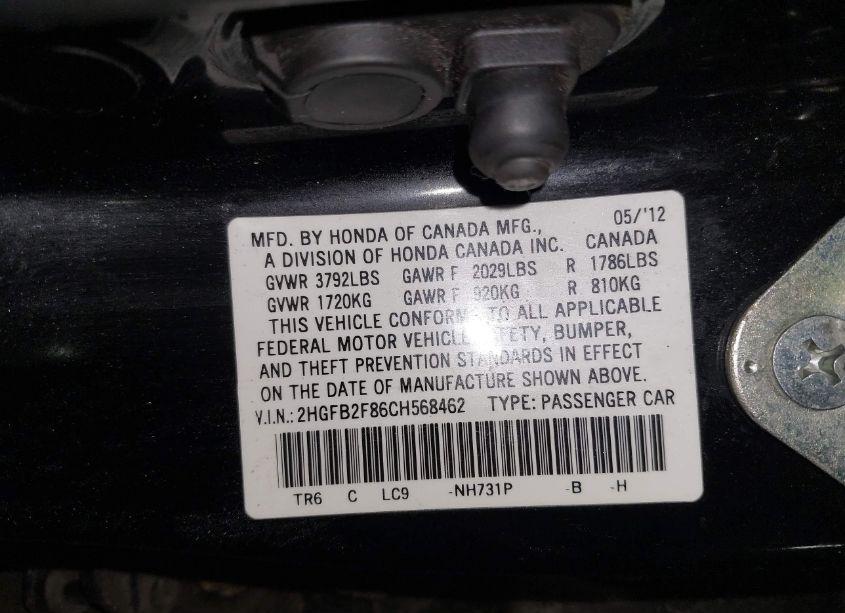 MFD. BY HONDA OF CANADA MFG., 05/'12
A DIVISION OF HONDA CANADA INC. CANADA
GVWR 3792LBS GAWR F 2029LBS R 1786LBS
GVWR 1720KG GAWR F 920KG R 810KG
THIS VEHICLE CONFORM TO ALL APPLICABLE
FEDERAL MOTOR VEHICLE FETY, BUMPER,
AND THEFT PREVENTION STANDARDS IN EFFECT
ON THE DATE OF MANUFACTURE SHOWN ABOVE.
V.I.N.: 2HGFB2F86CH568462 TYPE: PASSENGER CAR
TR6 C LC9 -NH731P -B -H